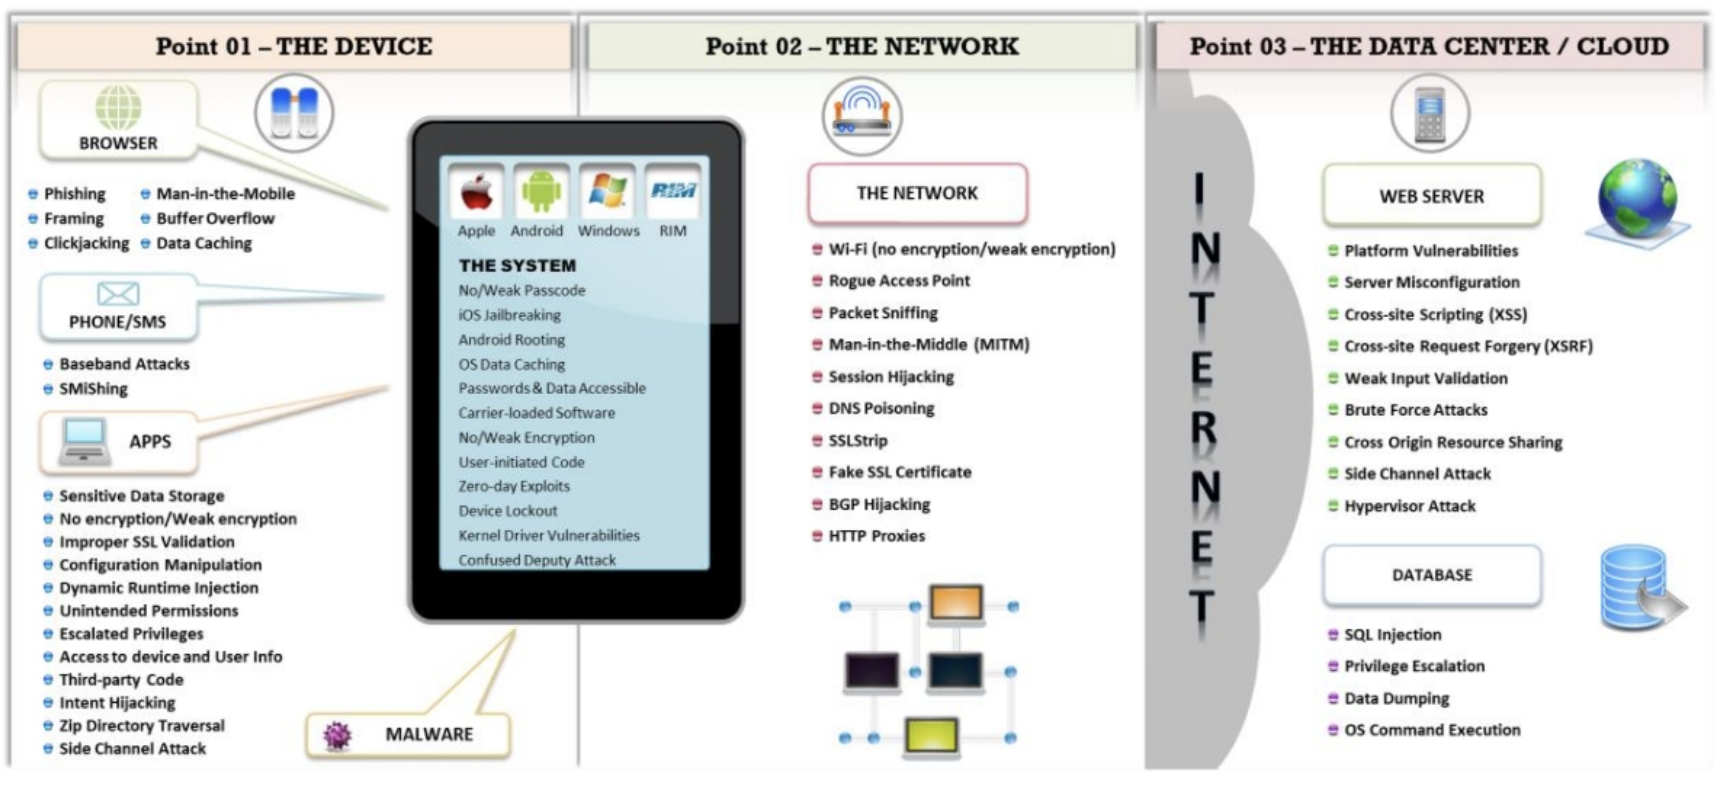 Point 01 – THE DEVICE
BROWSER
Phishing
Framing
Clickjacking
Man-in-the-Mobile
Buffer Overflow
Data Caching
PHONE/SMS
Baseband Attacks
SMiShing
APPS
Sensitive Data Storage
No encryption/Weak encryption
Improper SSL Validation
Configuration Manipulation
Dynamic Runtime Injection
Unintended Permissions
Escalated Privileges
Access to device and User Info
Third-party Code
Intent Hijacking
Zip Directory Traversal
Side Channel Attack
RIM
Apple Android Windows RIM
THE SYSTEM
No/Weak Passcode
iOS Jailbreaking
Android Rooting
OS Data Caching
Passwords & Data Accessible
Carrier-loaded Software
No/Weak Encryption
User-initiated Code
Zero-day Exploits
Device Lockout
Kernel Driver Vulnerabilities
Confused Deputy Attack
MALWARE
Point 02 – THE NETWORK
THE NETWORK
Wi-Fi (no encryption/weak encryption)
Rogue Access Point
Packet Sniffing
Man-in-the-Middle (MITM)
Session Hijacking
DNS Poisoning
SSLStrip
Fake SSL Certificate
BGP Hijacking
HTTP Proxies
INTERNET
Point 03 – THE DATA CENTER / CLOUD
WEB SERVER
Platform Vulnerabilities
Server Misconfiguration
Cross-site Scripting (XSS)
Cross-site Request Forgery (XSRF)
Weak Input Validation
Brute Force Attacks
Cross Origin Resource Sharing
Side Channel Attack
Hypervisor Attack
DATABASE
SQL Injection
Privilege Escalation
Data Dumping
OS Command Execution